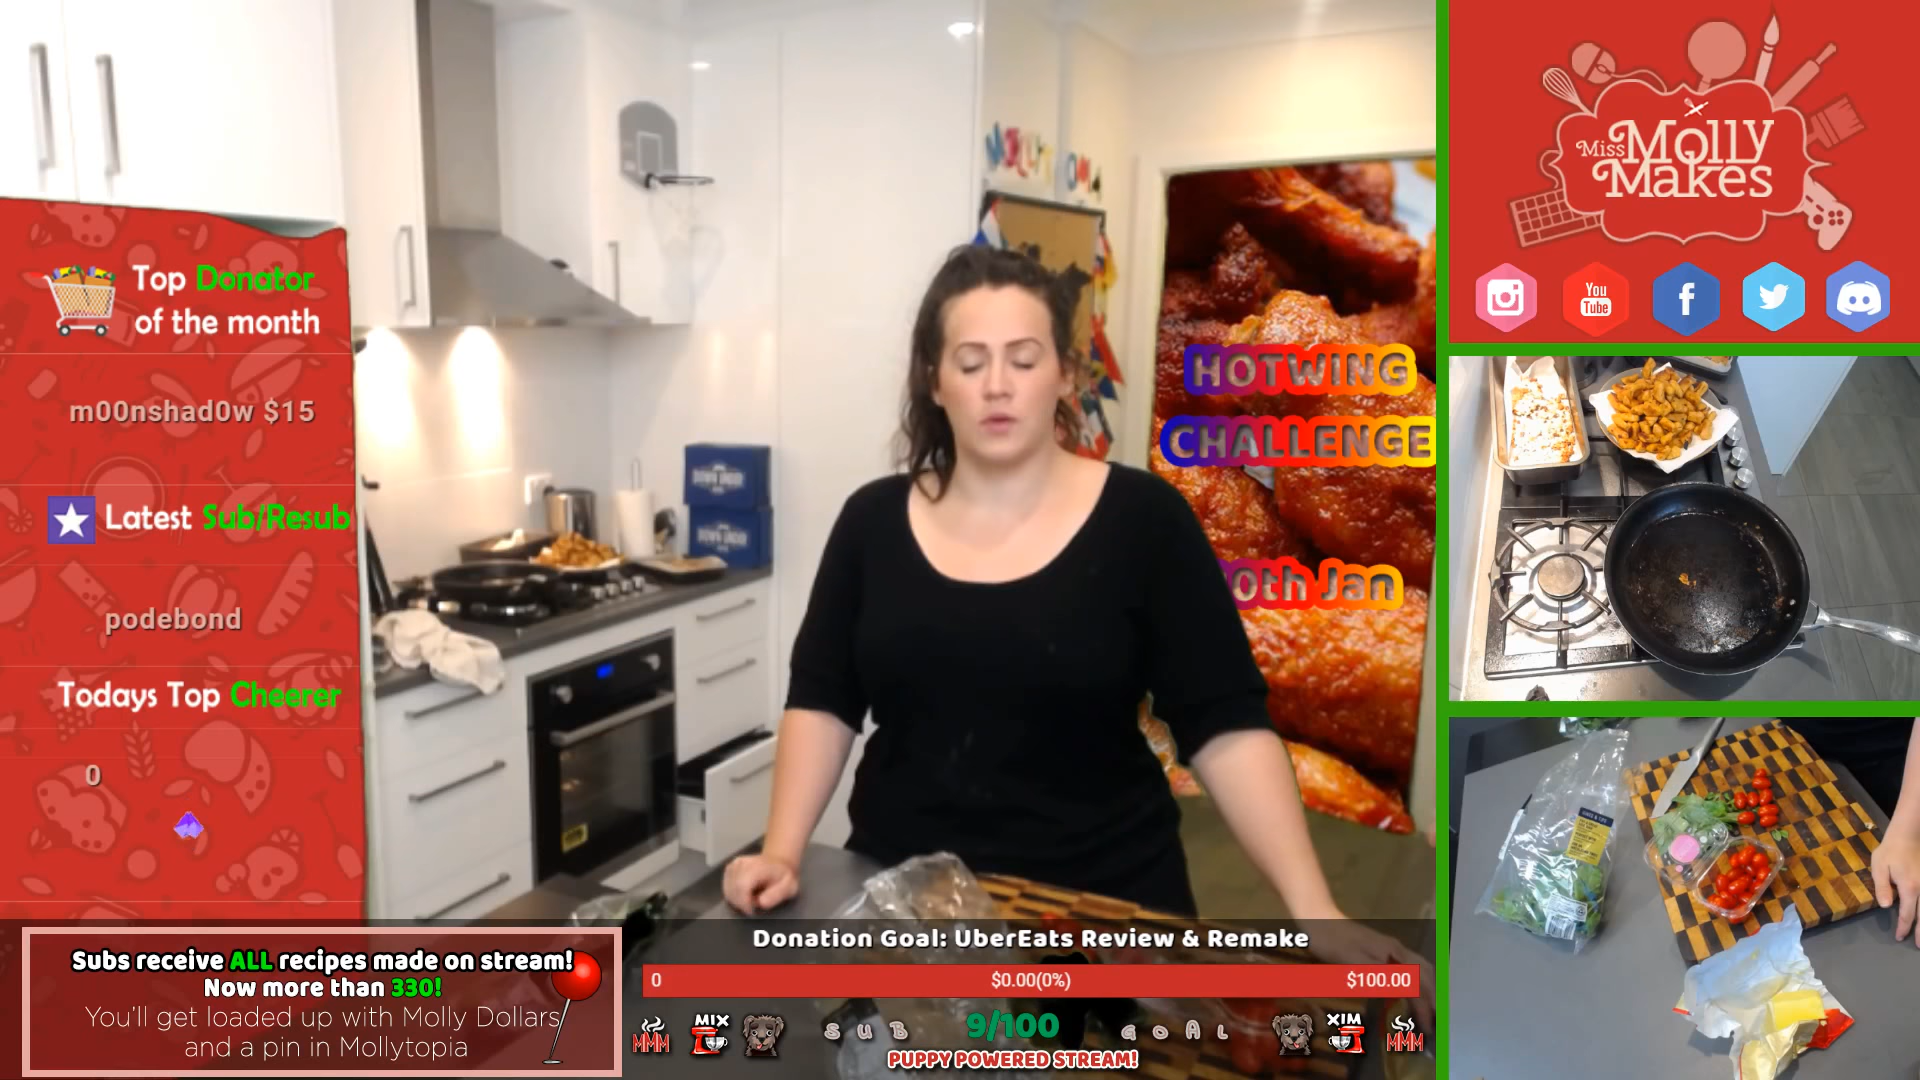 Top Donator
of the month
m00nshad0w $15
Latest Sub/Resub
podebond
Todays Top Cheerer
0
Subs receive ALL recipes made on stream!
Now more than 330!
You'll get loaded up with Molly Dollars
and a pin in Mollytopia
HOTWING
CHALLENGE
0th Jan
Donation Goal: UberEats Review & Remake
0 $0.00(0%) $100.00
MMM MIX SUB 9/100 GOAL XIM MMM
PUPPY POWERED STREAM!
Miss Molly
Makes
You
Tube